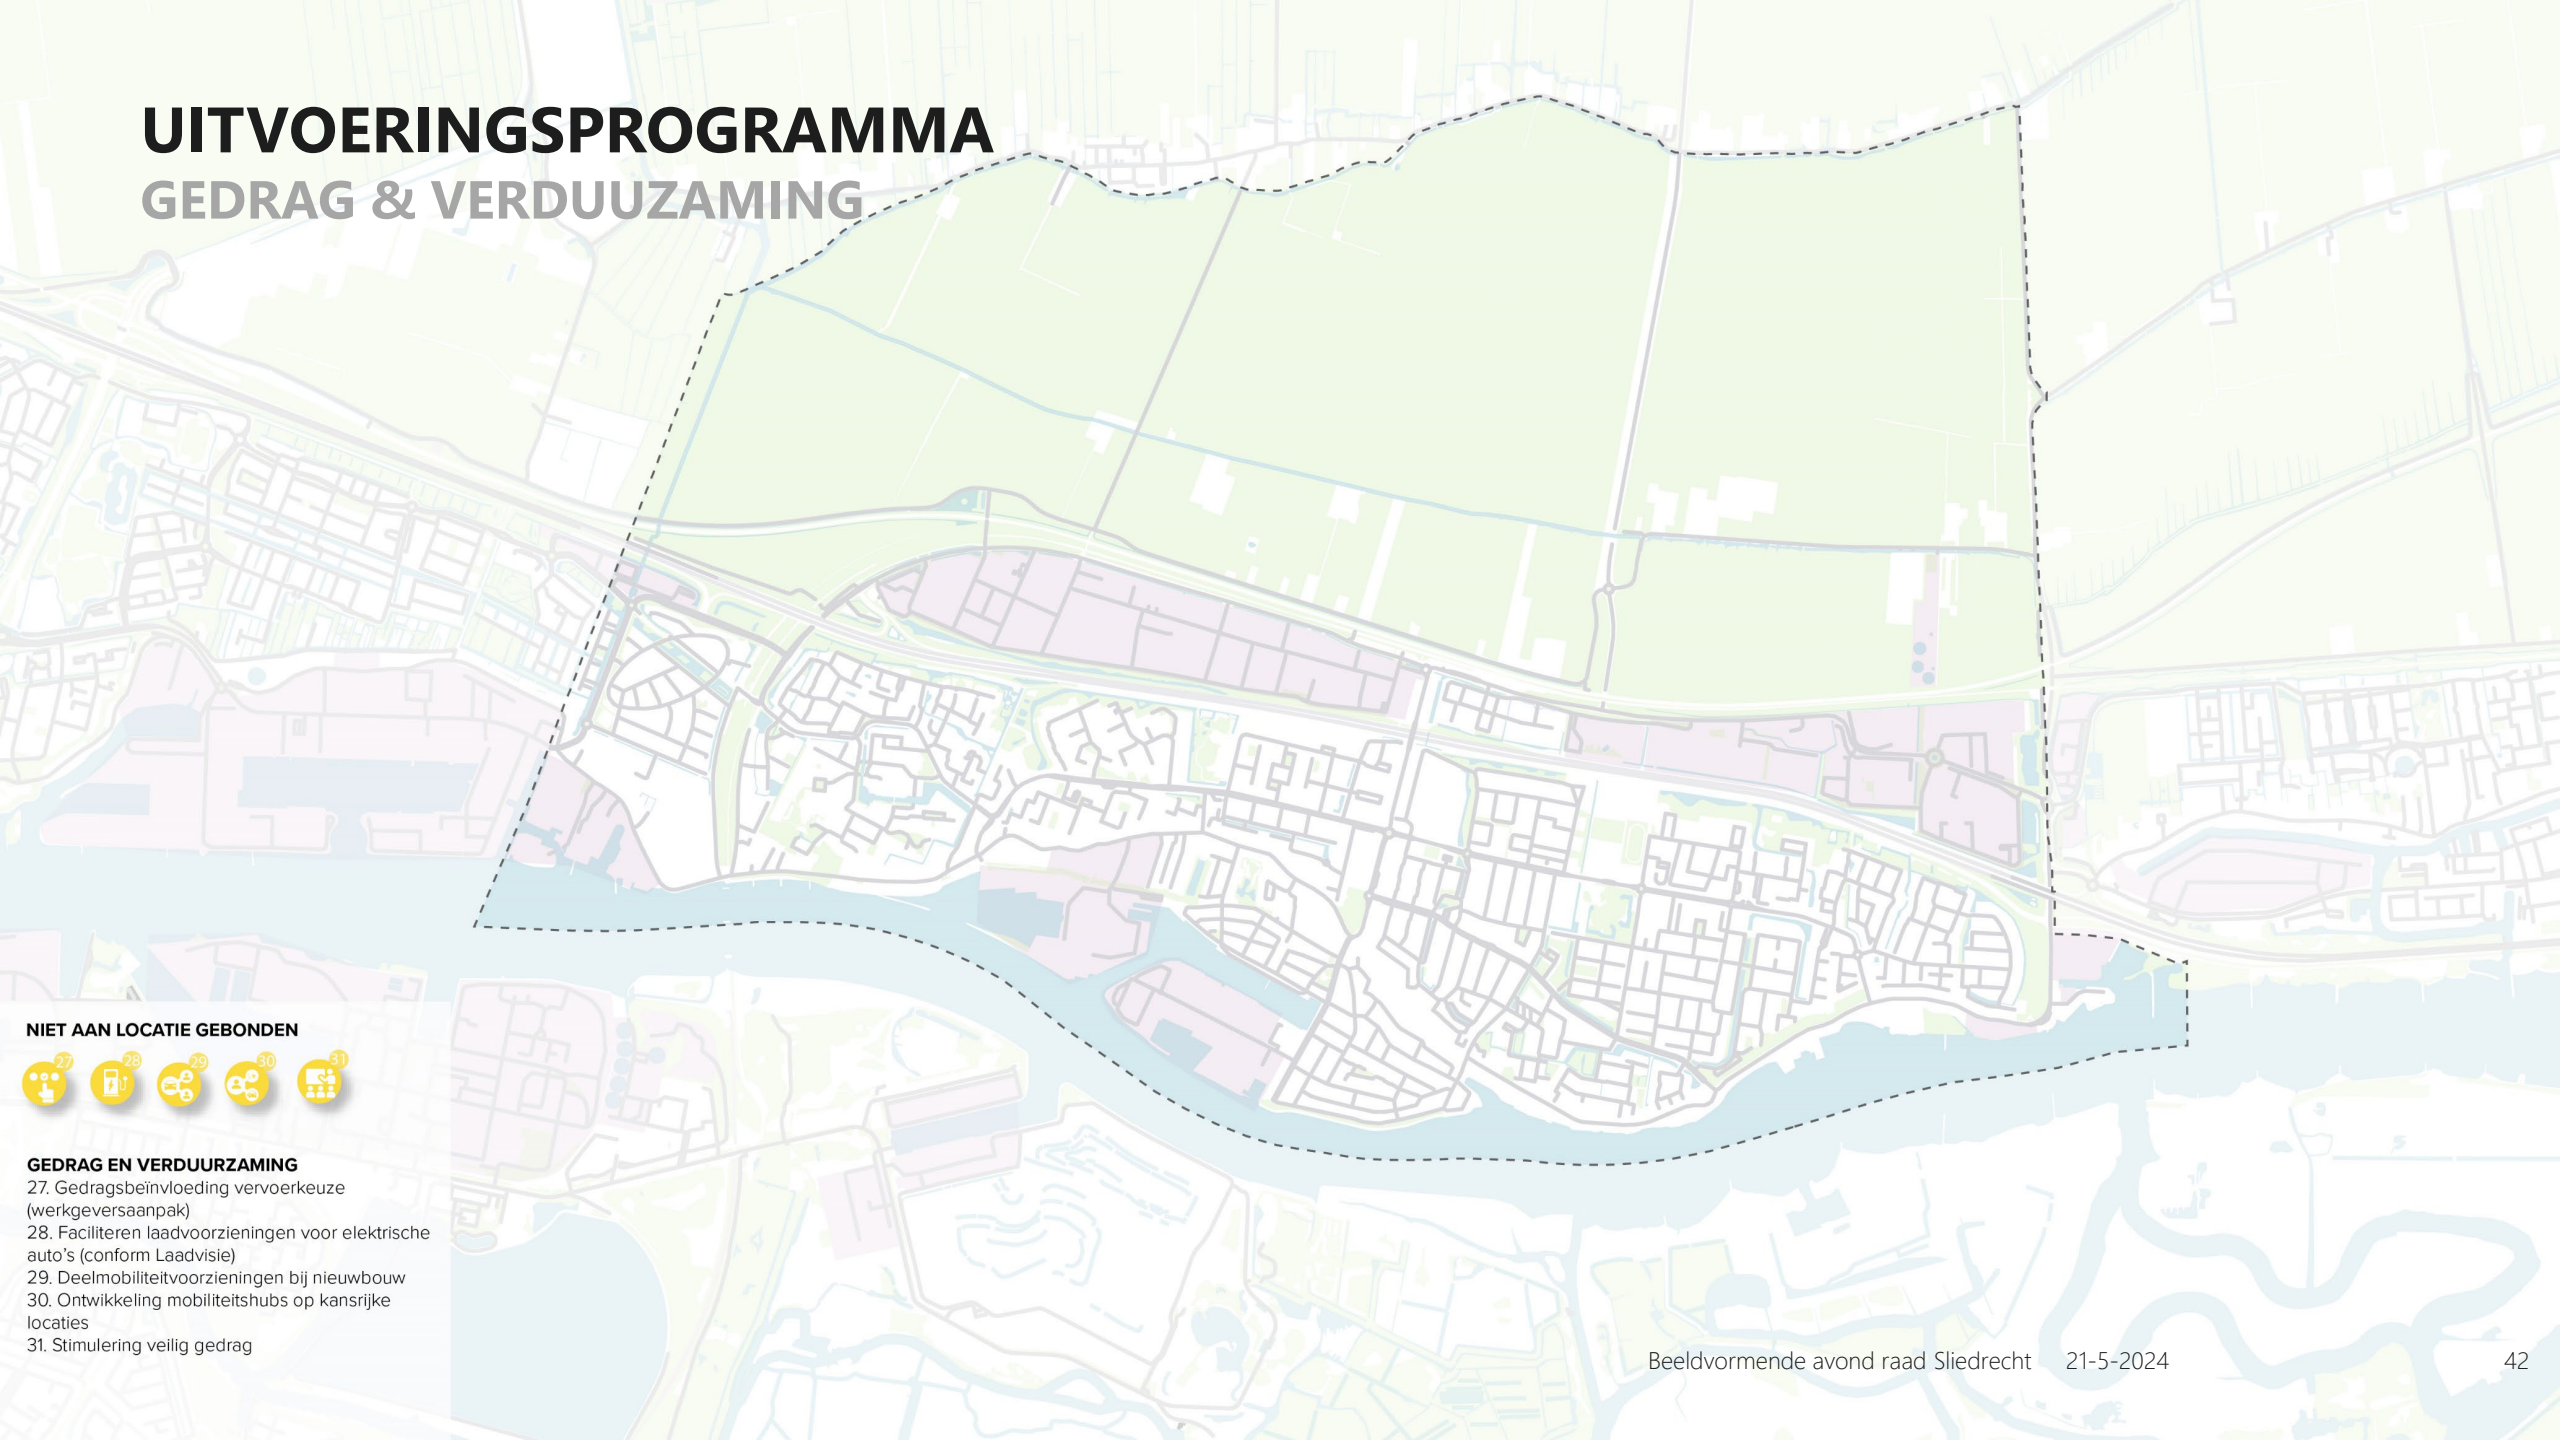 UITVOERINGSPROGRAMMA
GEDRAG & VERDUUZAMING
NIET AAN LOCATIE GEBONDEN
27 28 29 30 31
GEDRAG EN VERDUURZAMING
27. Gedragsbeïnvloeding vervoerkeuze
(werkgeversaanpak)
28. Faciliteren laadvoorzieningen voor elektrische
auto's (conform Laadvisie)
29. Deelmobiliteitvoorzieningen bij nieuwbouw
30. Ontwikkeling mobiliteitshubs op kansrijke
locaties
31. Stimulering veilig gedrag
Beeldvormende avond raad Sliedrecht 21-5-2024 42